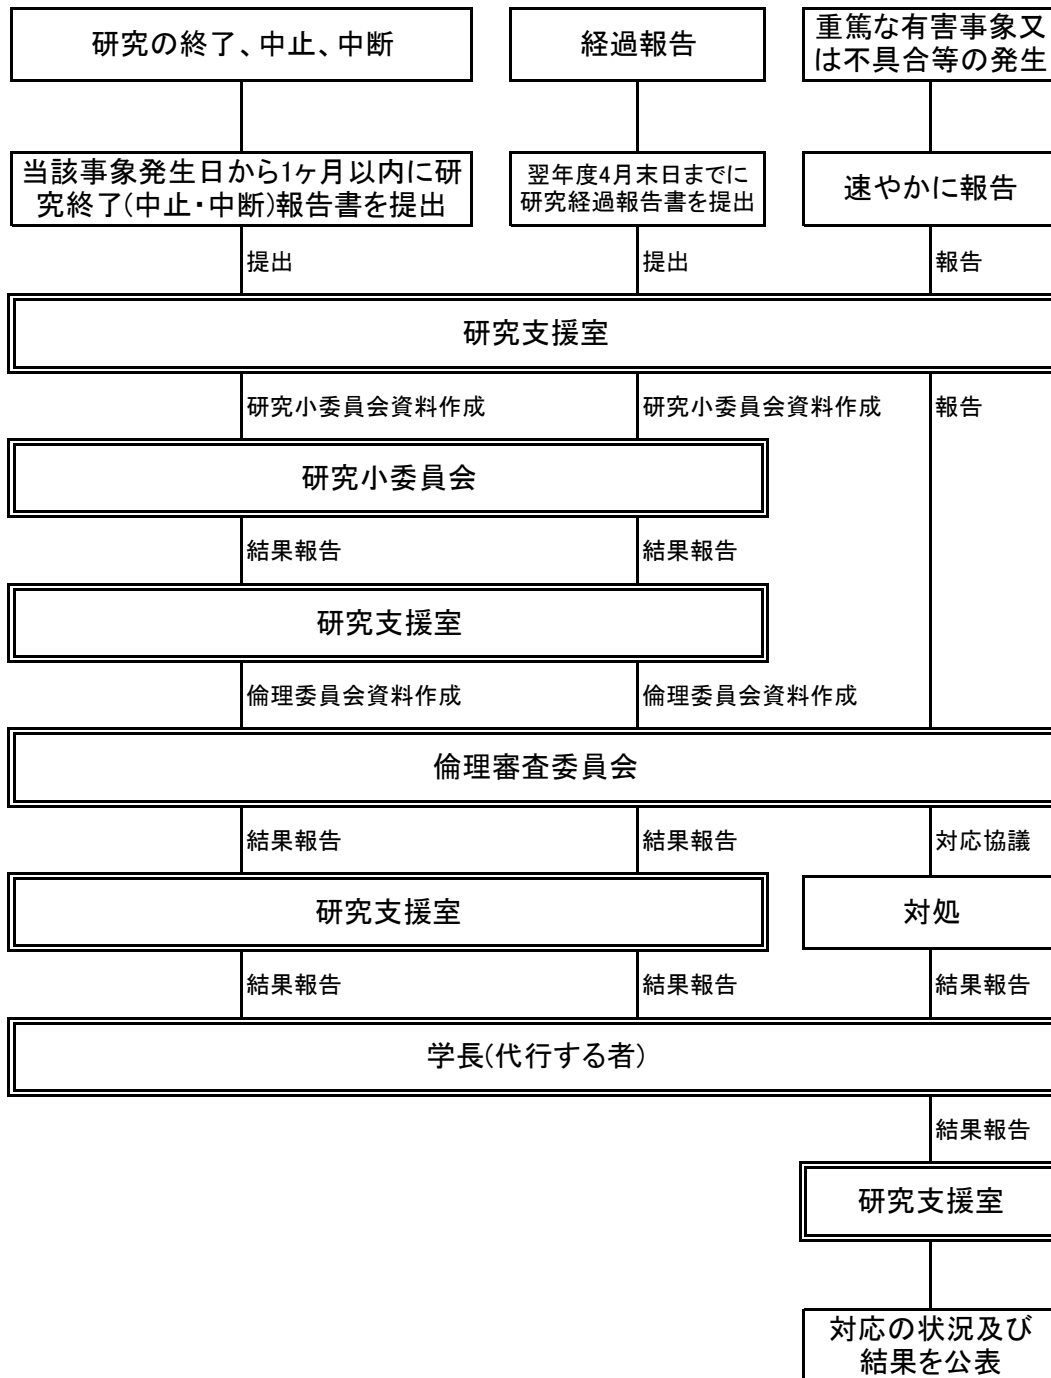 研究の終了、中止、中断
経過報告
重篤な有害事象又
は不具合等の発生
当該事象発生日から1ヶ月以内に研
究終了(中止・中断)報告書を提出
翌年度4月末日までに
研究経過報告書を提出
速やかに報告
提出
提出
報告
研究支援室
研究小委員会資料作成
研究小委員会資料作成
報告
研究小委員会
結果報告
結果報告
研究支援室
倫理委員会資料作成
倫理委員会資料作成
倫理審査委員会
結果報告
結果報告
対応協議
研究支援室
対処
結果報告
結果報告
結果報告
学長(代行する者)
結果報告
研究支援室
対応の状況及び
結果を公表